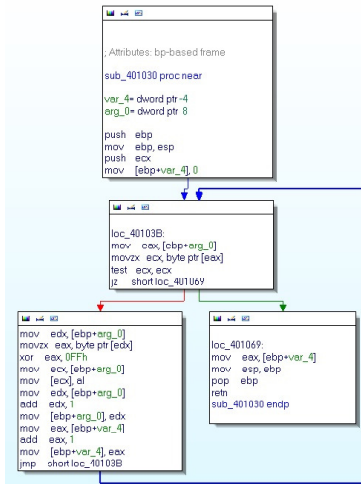 ; Attributes: bp-based frame
sub_401030 proc near
var_4= dword ptr -4
arg_0= dword ptr 8
push ebp
mov ebp, esp
push ecx
mov [ebp+var_4], 0
loc_40103B:
mov eax, [ebp+arg_0]
movzx ecx, byte ptr [eax]
test ecx, ecx
jz short loc_401069
mov edx, [ebp+arg_0]
movzx eax, byte ptr [edx]
xor eax, 0FFh
mov ecx, [ebp+arg_0]
mov [ecx], al
mov edx, [ebp+arg_0]
add edx, 1
mov [ebp+arg_0], edx
mov eax, [ebp+var_4]
add eax, 1
mov [ebp+var_4], eax
jmp short loc_40103B
loc_401069:
mov eax, [ebp+var_4]
mov esp, ebp
pop ebp
retn
sub_401030 endp